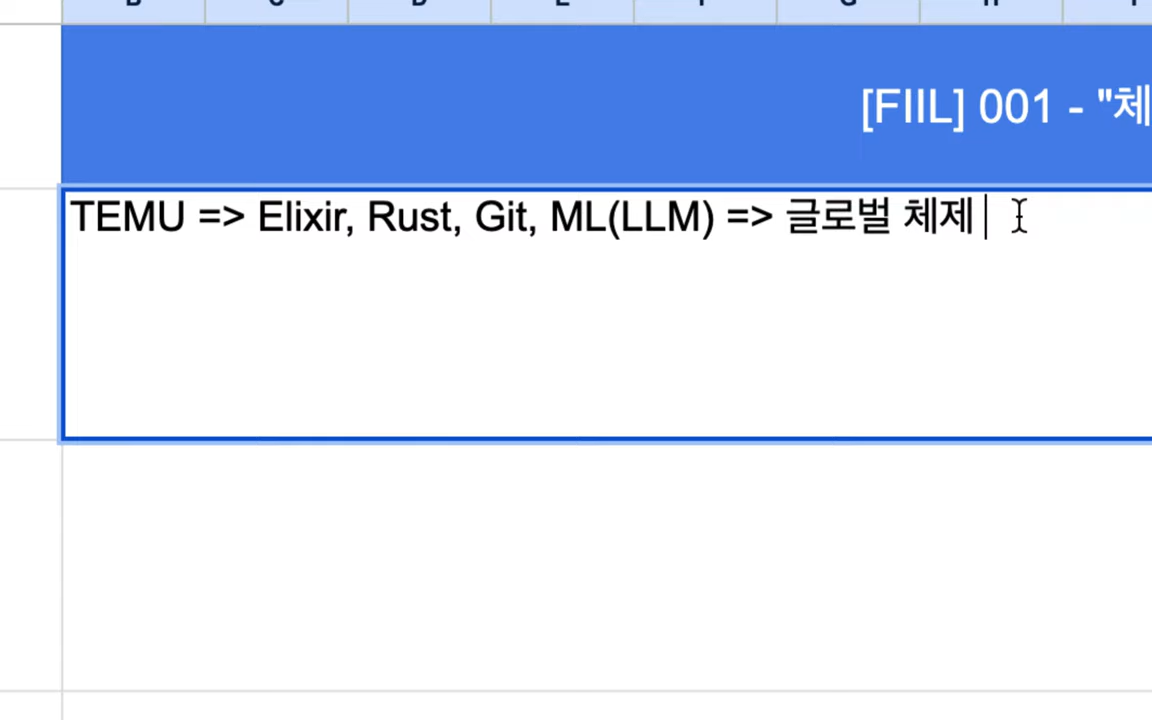 [FIIL] 001 - "체
TEMU => Elixir, Rust, Git, ML(LLM) => 글로벌 체제